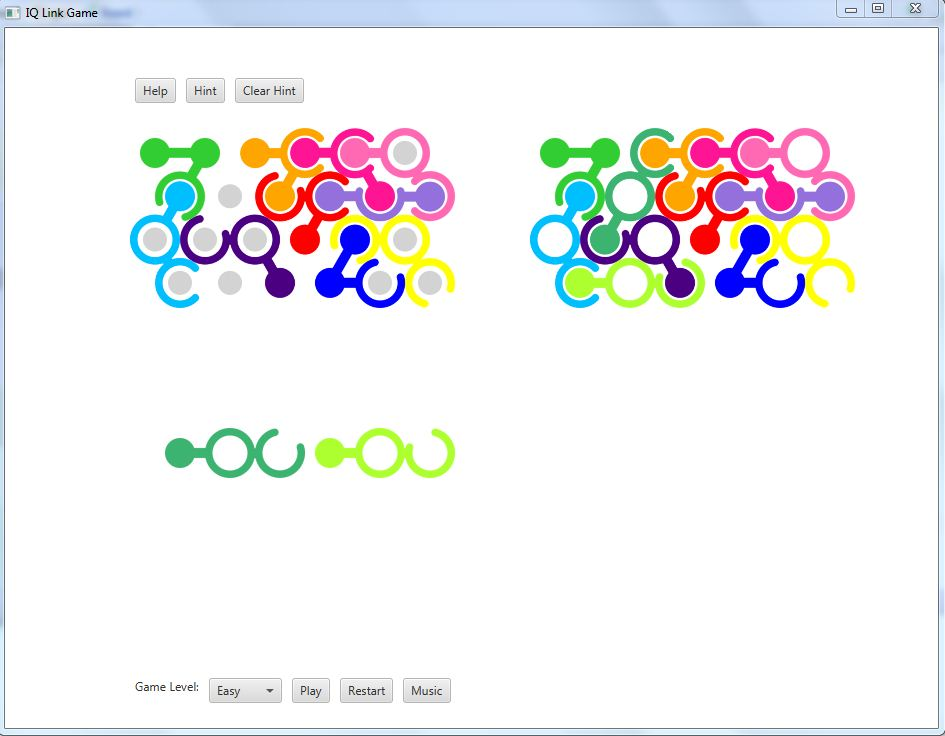 IQ Link Game
Help Hint Clear Hint
Game Level: Easy Play Restart Music